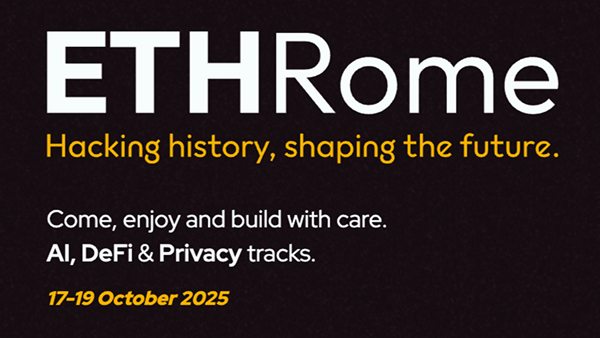 ETHRome
Hacking history, shaping the future.
Come, enjoy and build with care.
AI, DeFi & Privacy tracks.
17-19 October 2025